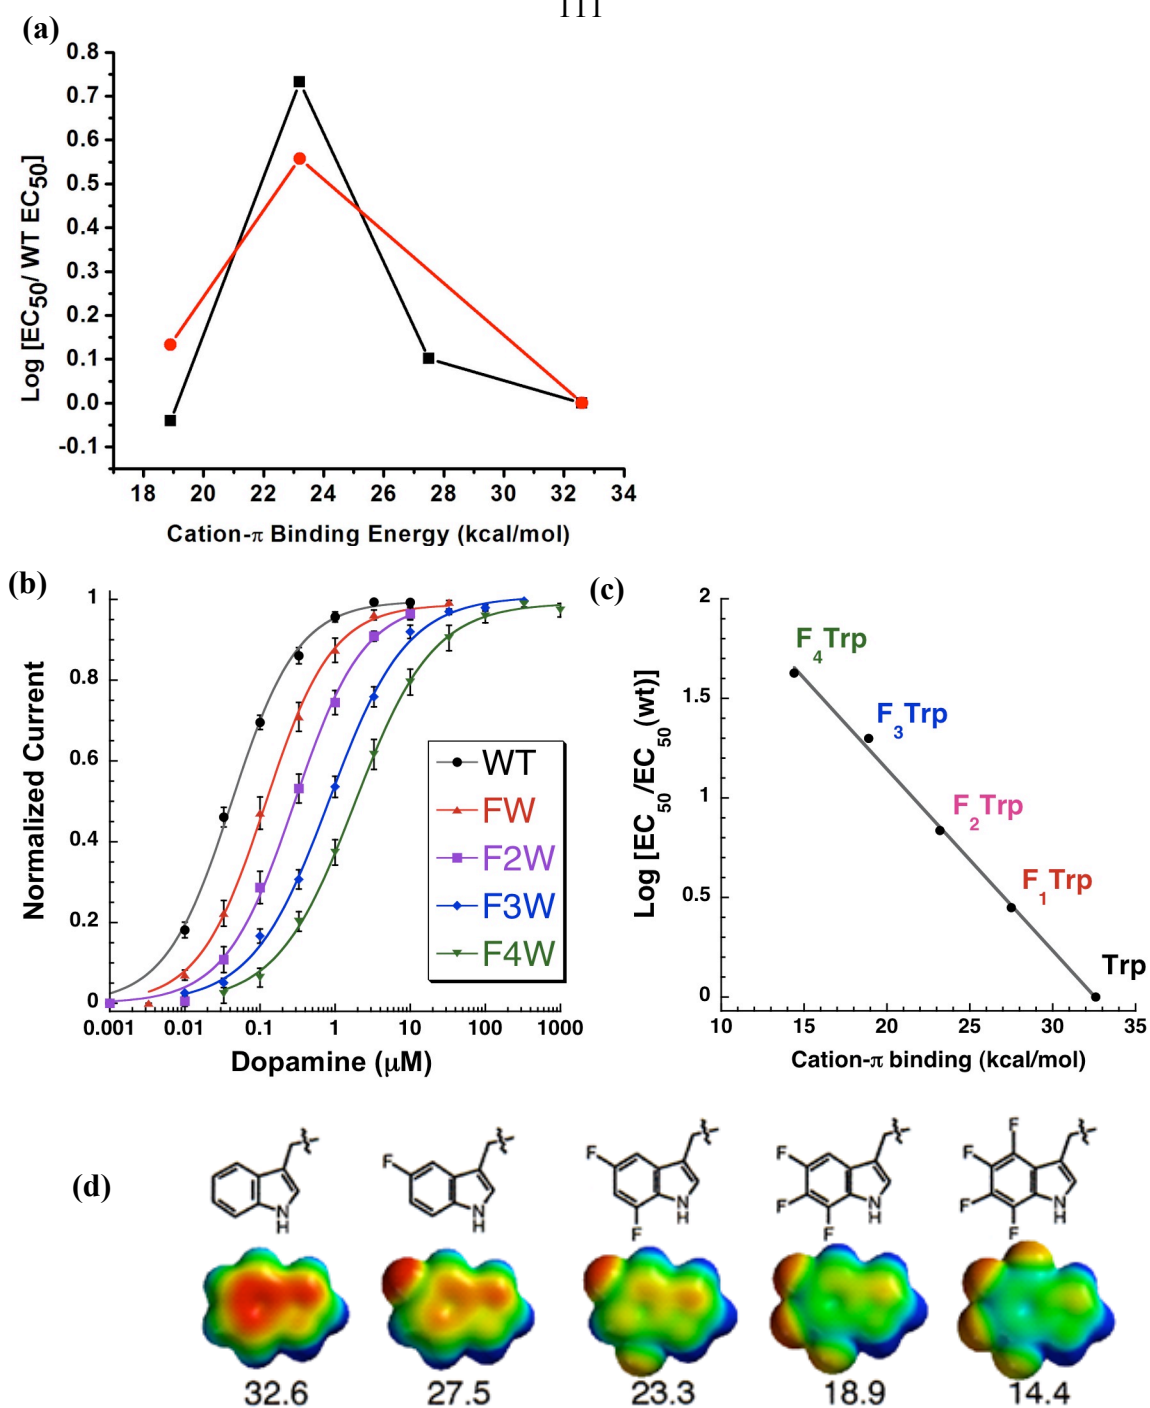 111
(a)
0.8
0.7
0.6
0.5
0.4
0.3
0.2
0.1
0.0
-0.1
Log [EC50/ WT EC50]
18 20 22 24 26 28 30 32 34
Cation-π Binding Energy (kcal/mol)
(b)
1
0.8
0.6
0.4
0.2
0
Normalized Current
WT
FW
F2W
F3W
F4W
0.001 0.01 0.1 1 10 100 1000
Dopamine (μM)
(c)
2
1.5
1
0.5
0
Log [EC50/EC50(wt)]
F4Trp
F3Trp
F2Trp
F1Trp
Trp
10 15 20 25 30 35
Cation-π binding (kcal/mol)
(d)
N
H
F
N
H
F
F
N
H
F
F
F
N
H
F
F
F
F
N
H
32.6 27.5 23.3 18.9 14.4